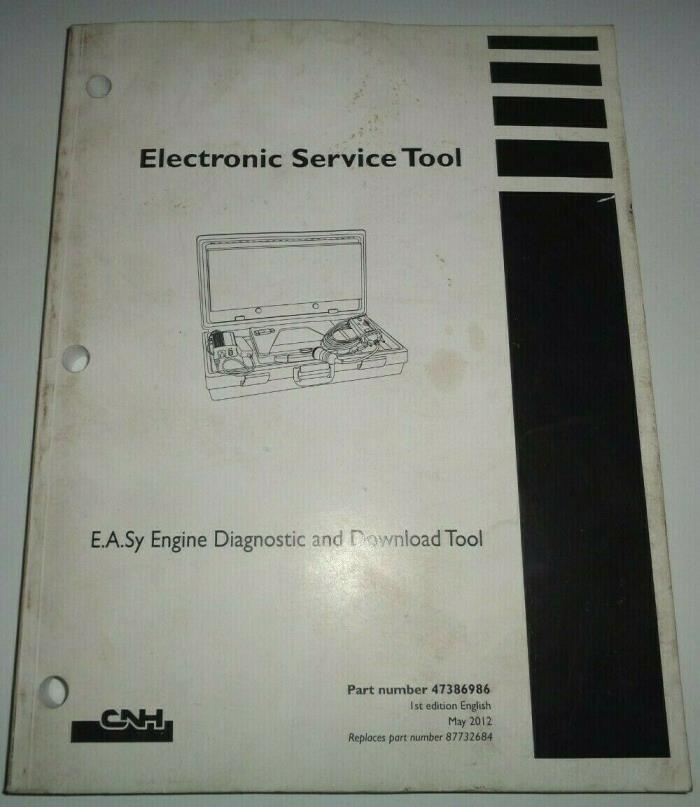 Electronic Service Tool
E.A.Sy Engine Diagnostic and Download Tool
Part number 47386986
1st edition English
May 2012
Replaces part number 87732684
CNH